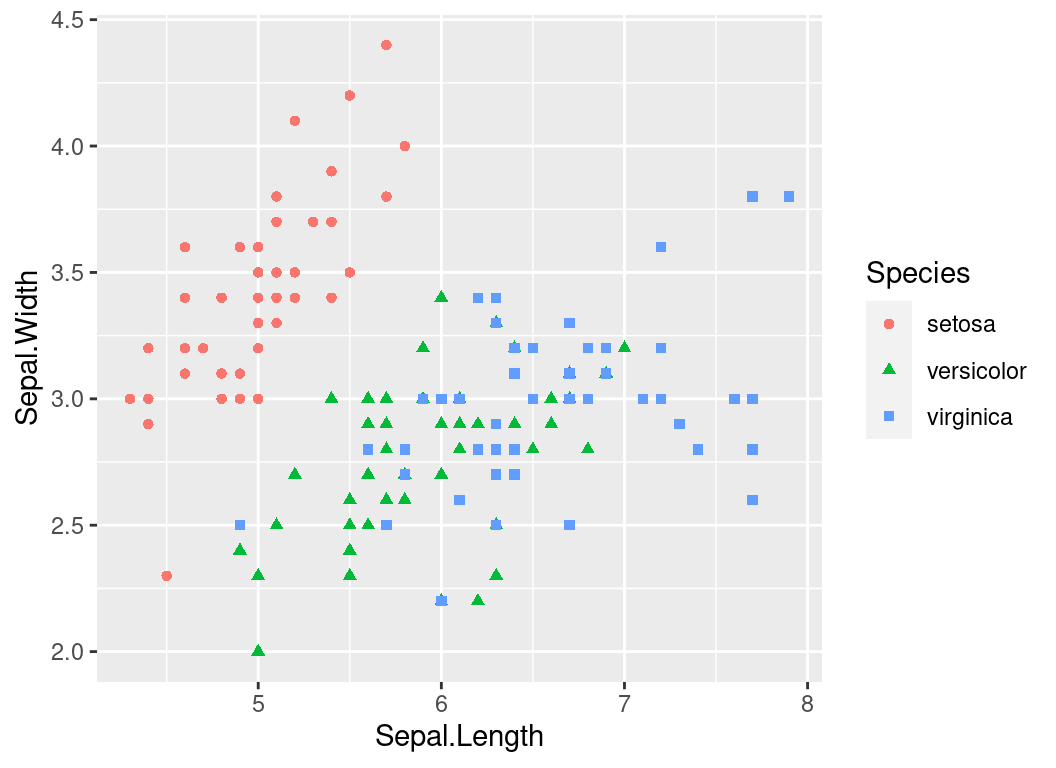 4.5
4.0
3.5
3.0
2.5
2.0
Sepal.Width
5 6 7 8
Sepal.Length
Species
setosa
versicolor
virginica